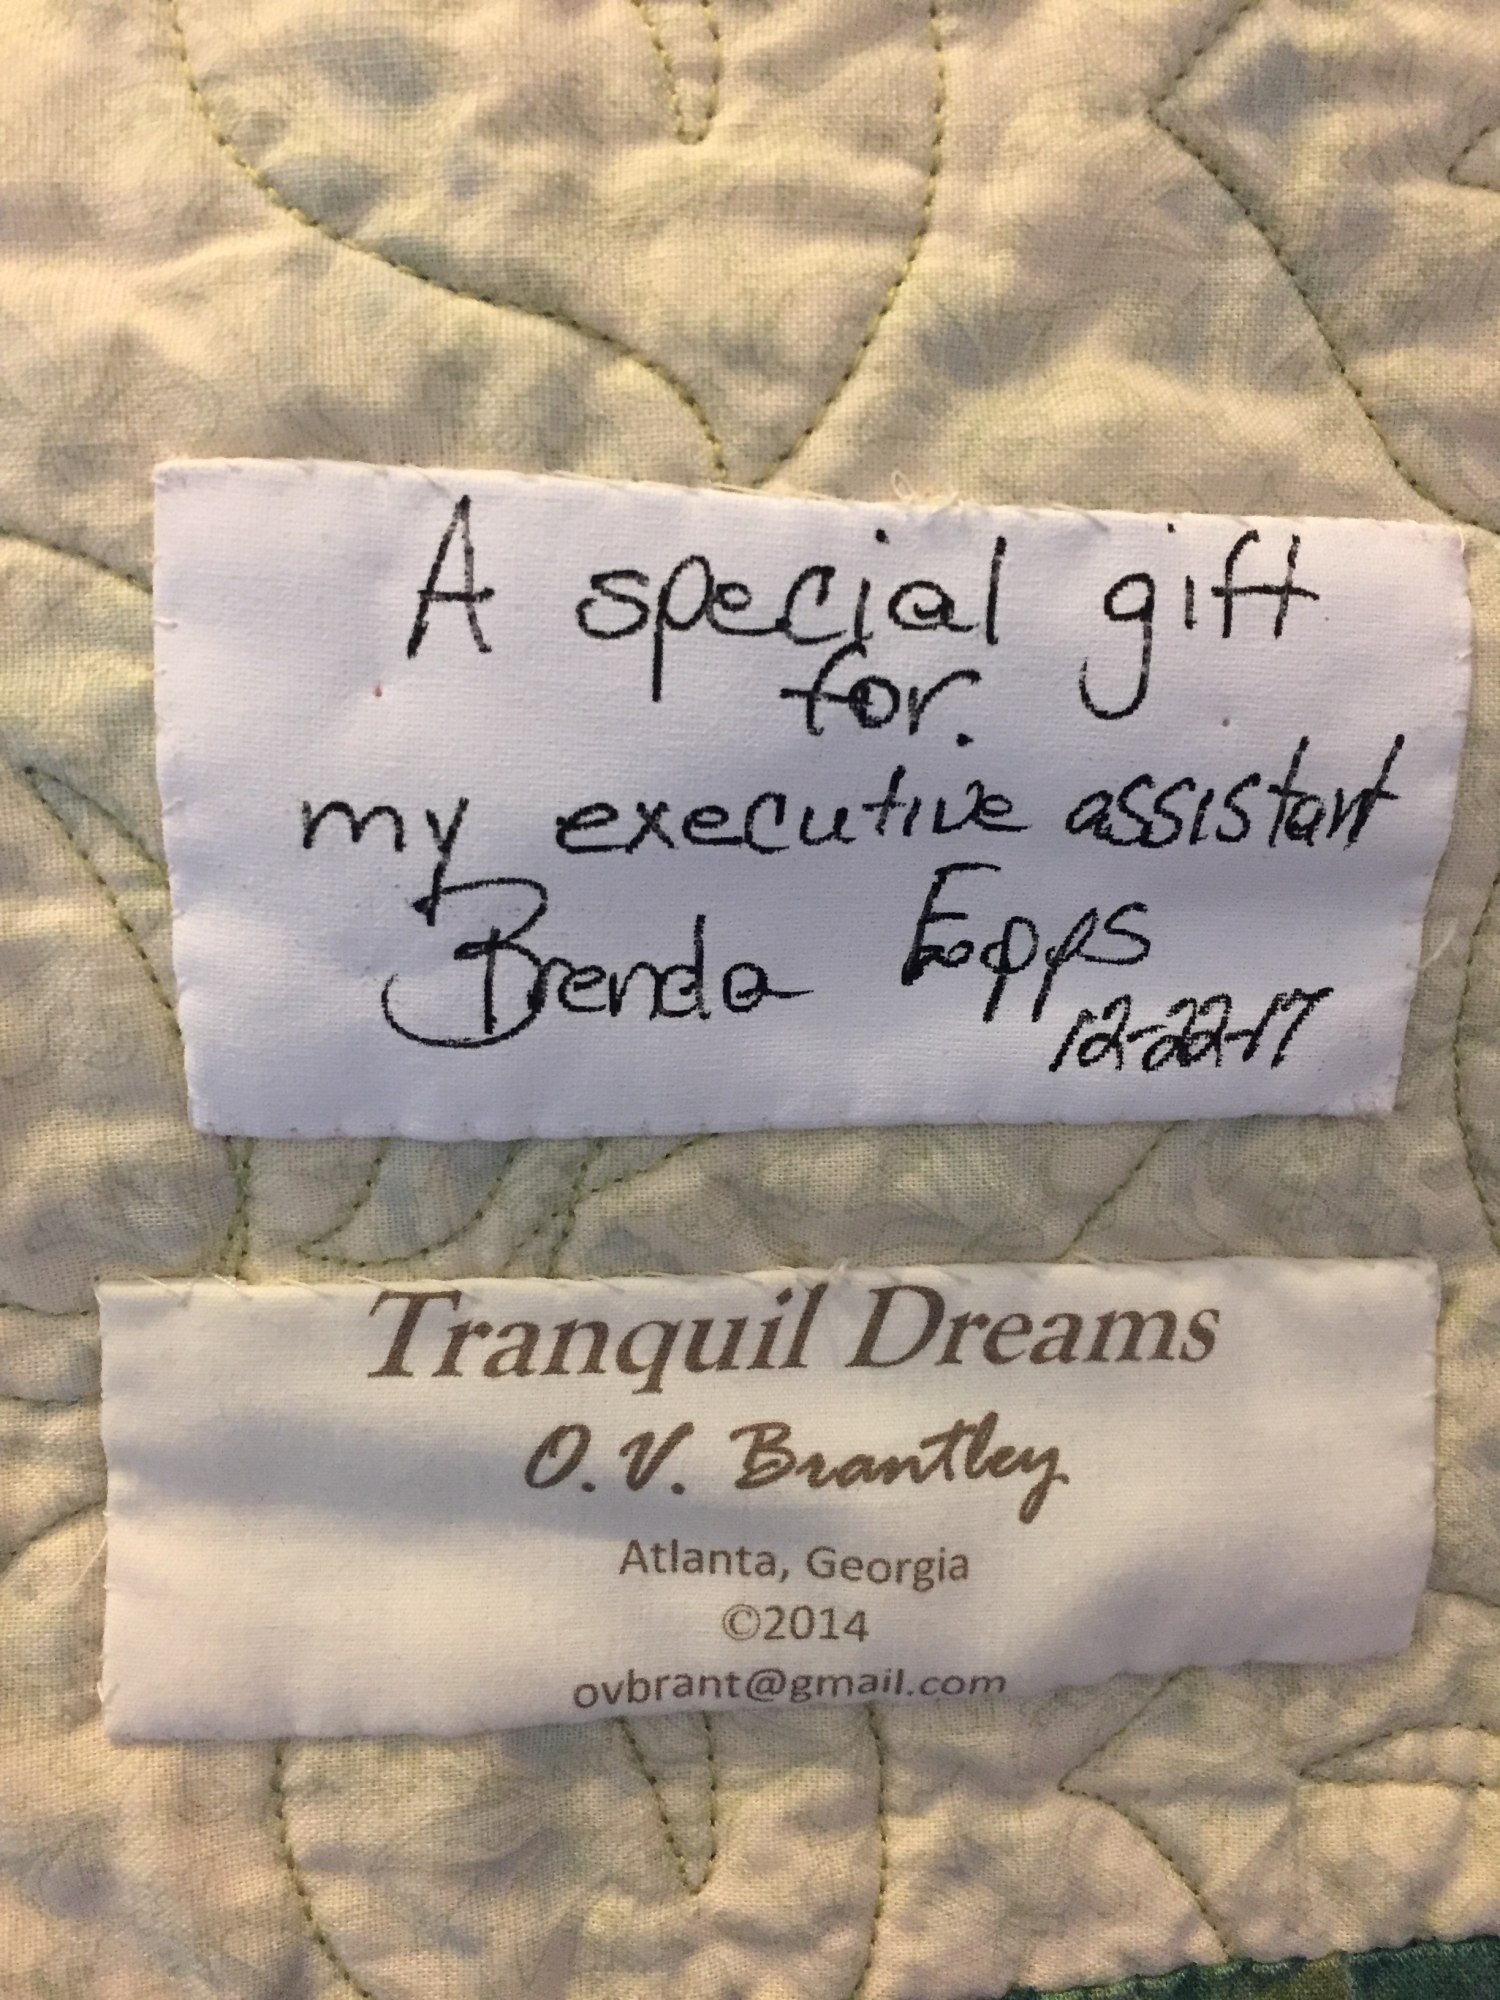 A special gift
for.
my executive assistant
Brenda Epps
12-22-17
Tranquil Dreams
O. V. Brantley
Atlanta, Georgia
©2014
ovbrant@gmail.com